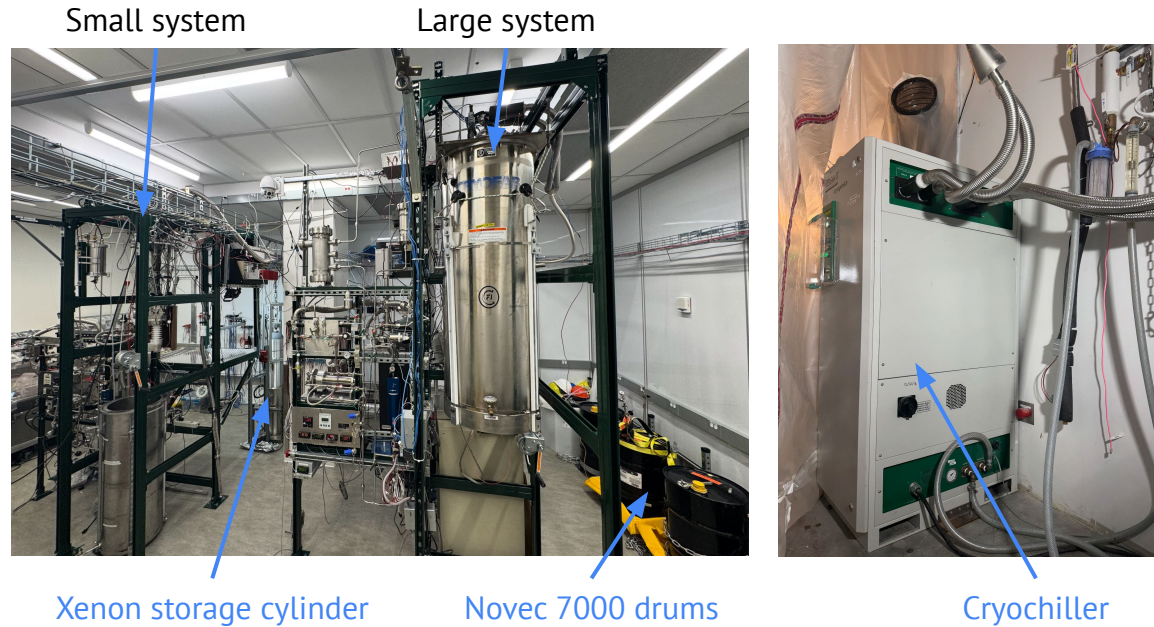 Small system
Large system
Xenon storage cylinder
Novec 7000 drums
Cryochiller